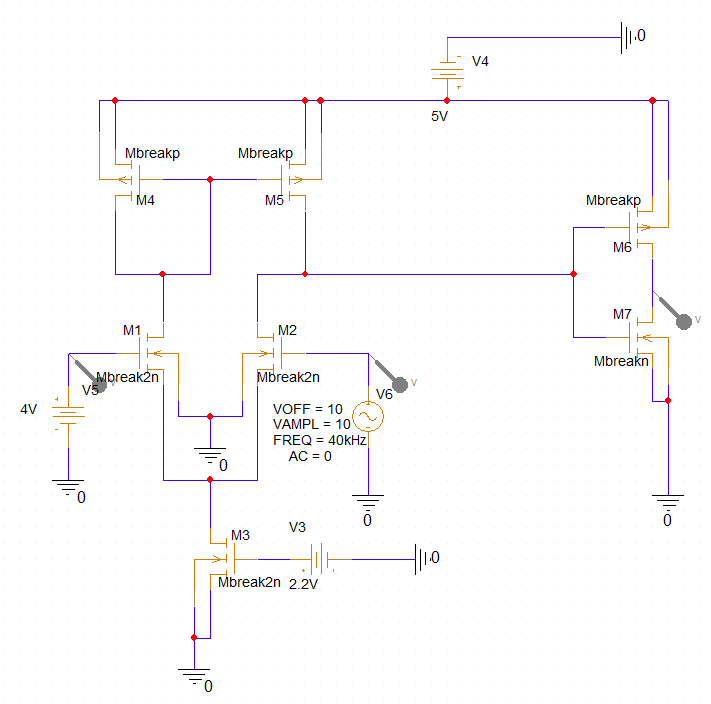 0
V4
5V
Mbreakp
Mbreakp
M4
M5
Mbreakp
M6
M7
Mbreakn
V
M1
M2
Mbreak2n
Mbreak2n
V
V5
V6
4V
VOFF = 10
VAMPL = 10
FREQ = 40kHz
AC = 0
0
0
0
0
V3
M3
0
Mbreak2n
2.2V
0